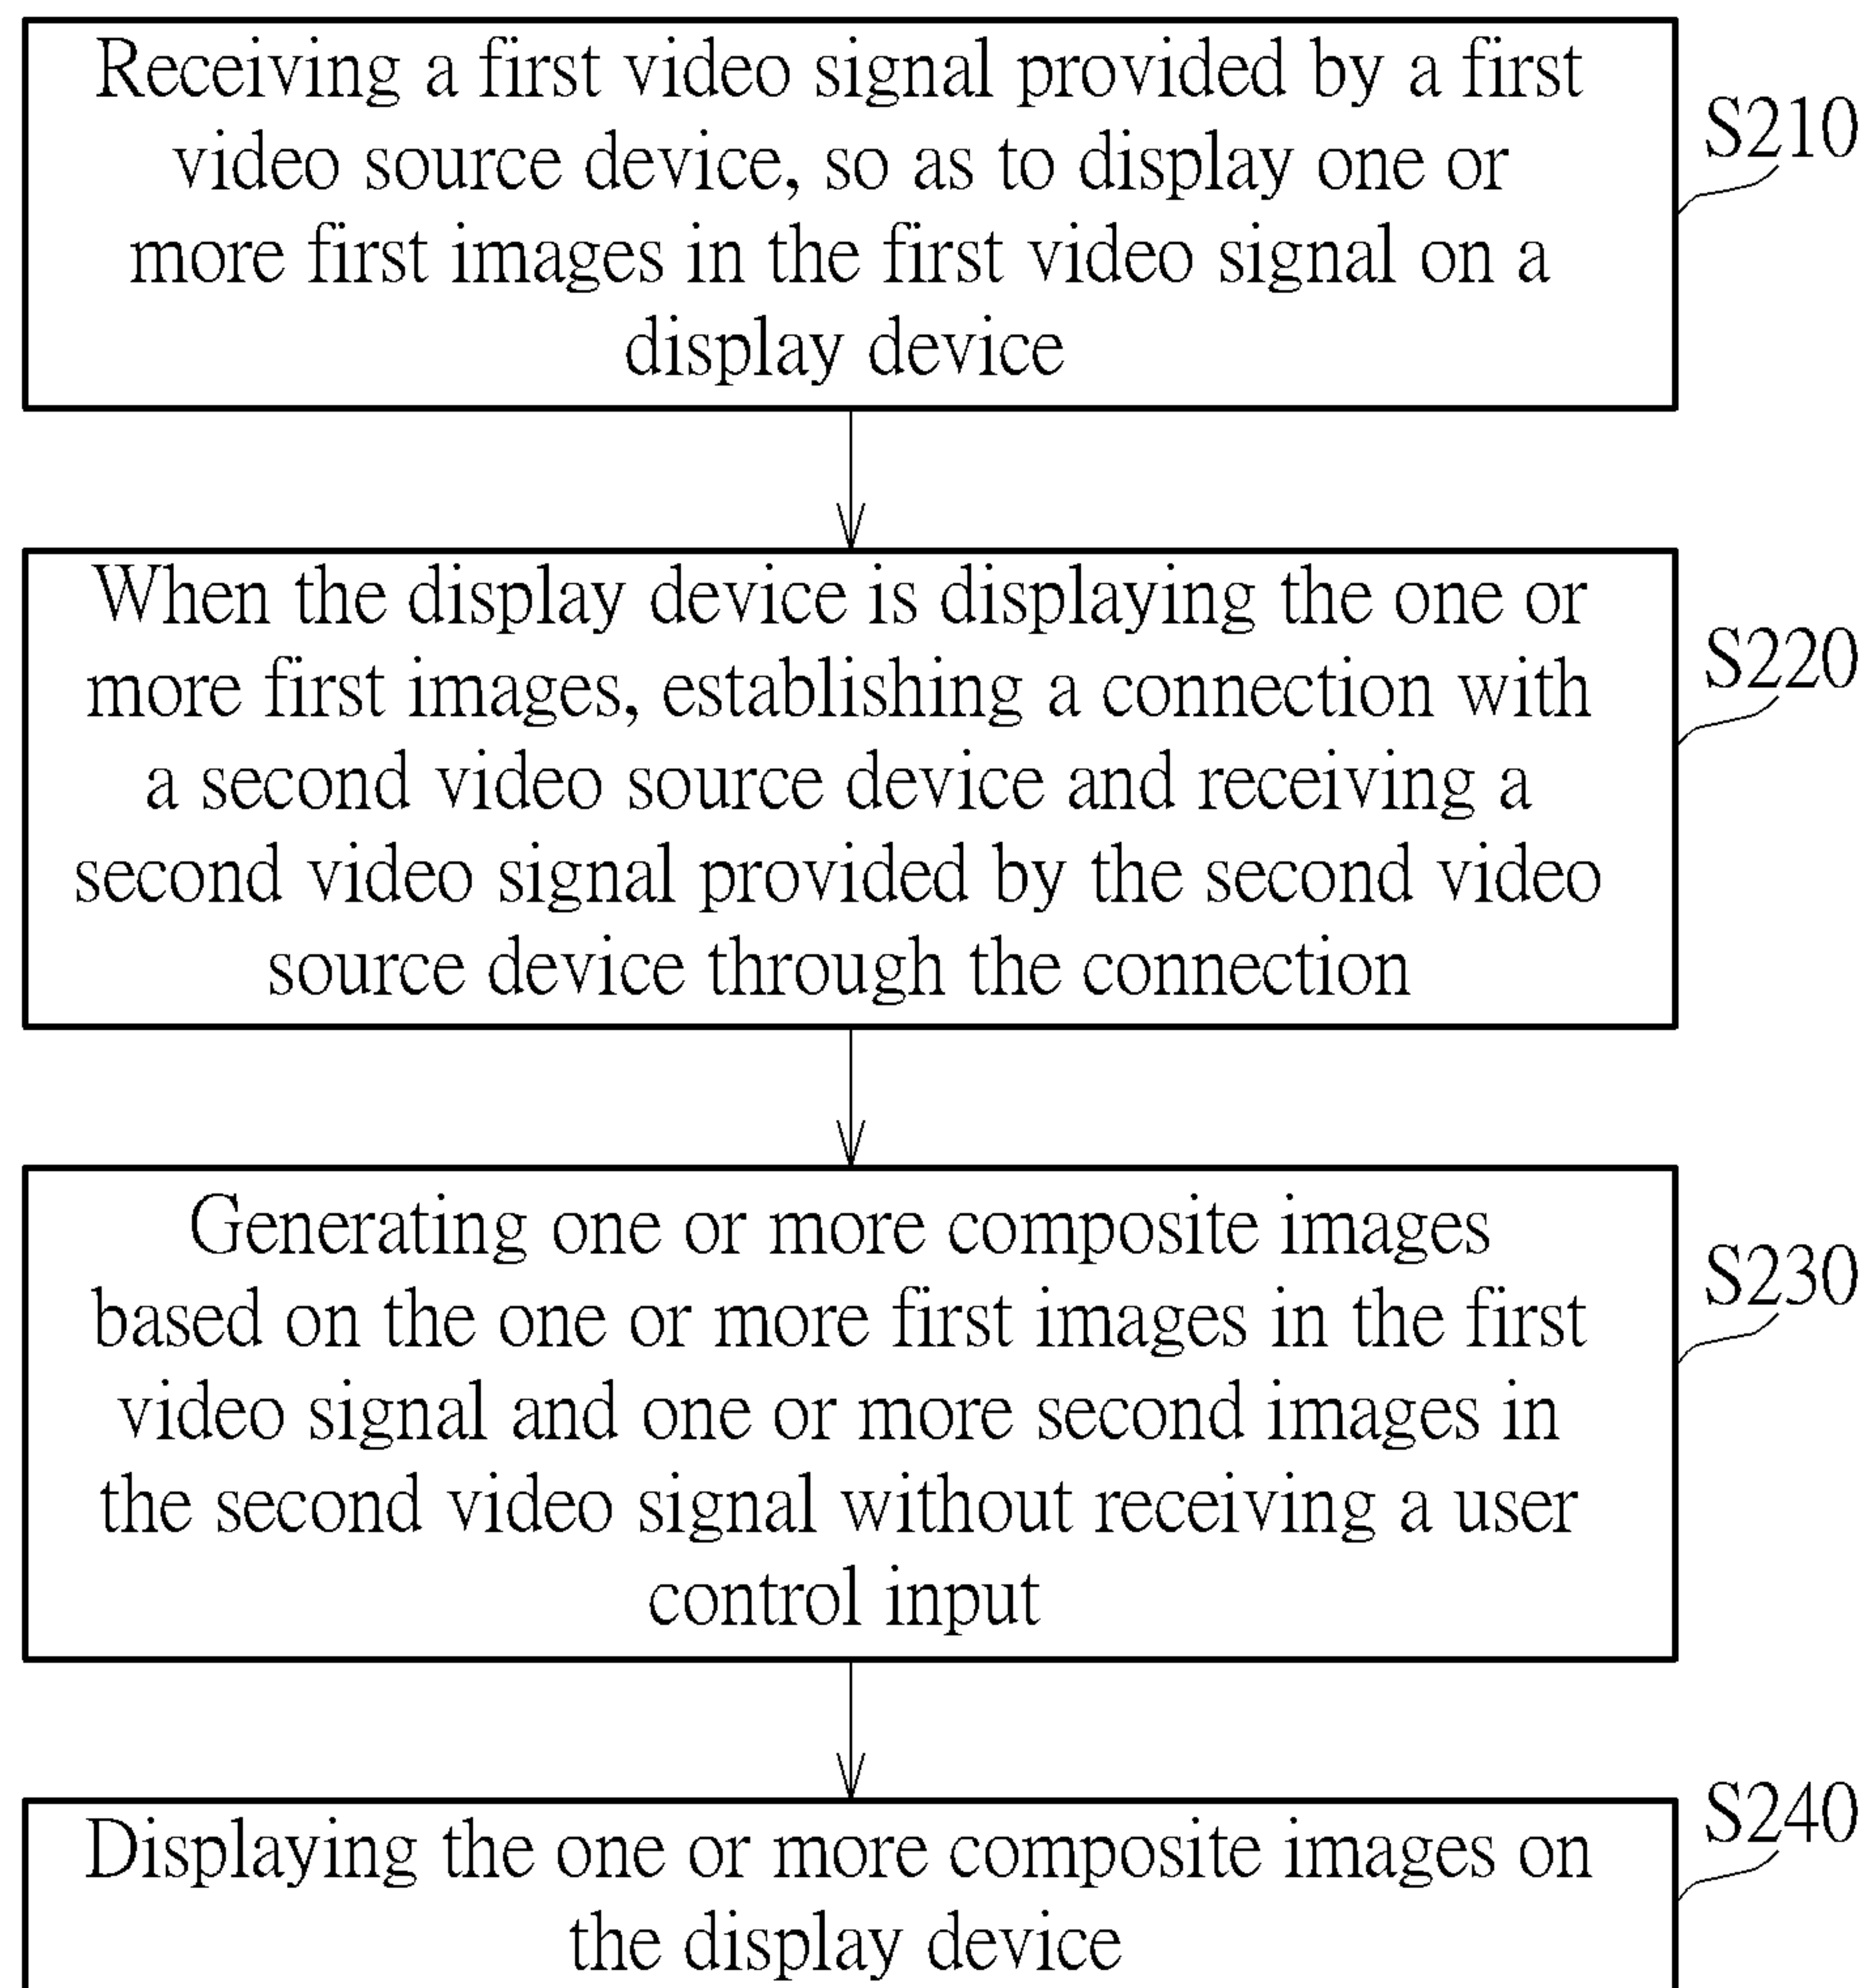 Receiving a first video signal provided by a first
video source device, so as to display one or
more first images in the first video signal on a
display device
S210
When the display device is displaying the one or
more first images, establishing a connection with
a second video source device and receiving a
second video signal provided by the second video
source device through the connection
S220
Generating one or more composite images
based on the one or more first images in the first
video signal and one or more second images in
the second video signal without receiving a user
control input
S230
Displaying the one or more composite images on
the display device
S240